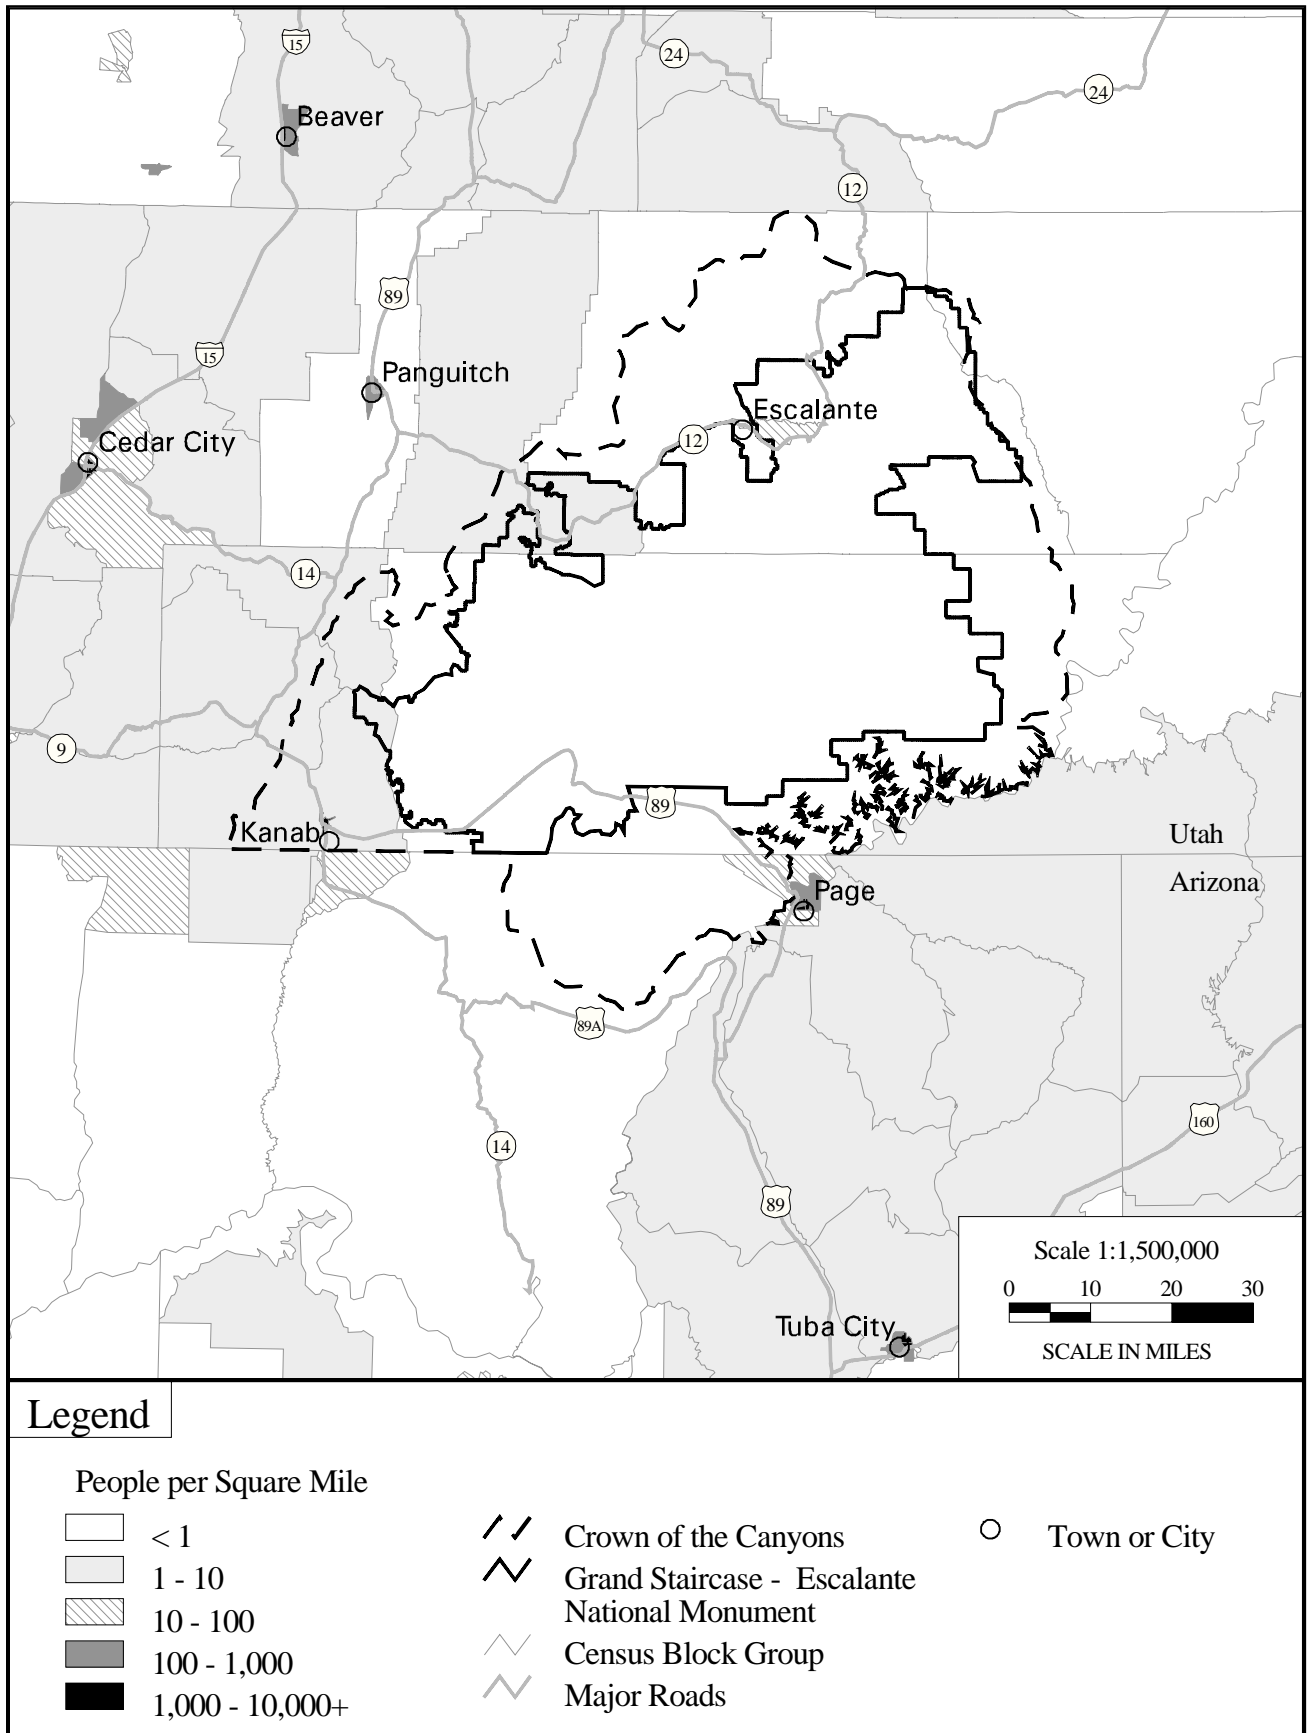 15
24
24
Beaver
12
89
15
Panguitch
Escalante
12
Cedar City
14
9
89
Kanab
Utah
Arizona
Page
89A
14
160
89
Scale 1:1,500,000
0 10 20 30
SCALE IN MILES
Tuba City
Legend
People per Square Mile
< 1
1 - 10
10 - 100
100 - 1,000
1,000 - 10,000+
Crown of the Canyons
Grand Staircase - Escalante
National Monument
Census Block Group
Major Roads
Town or City